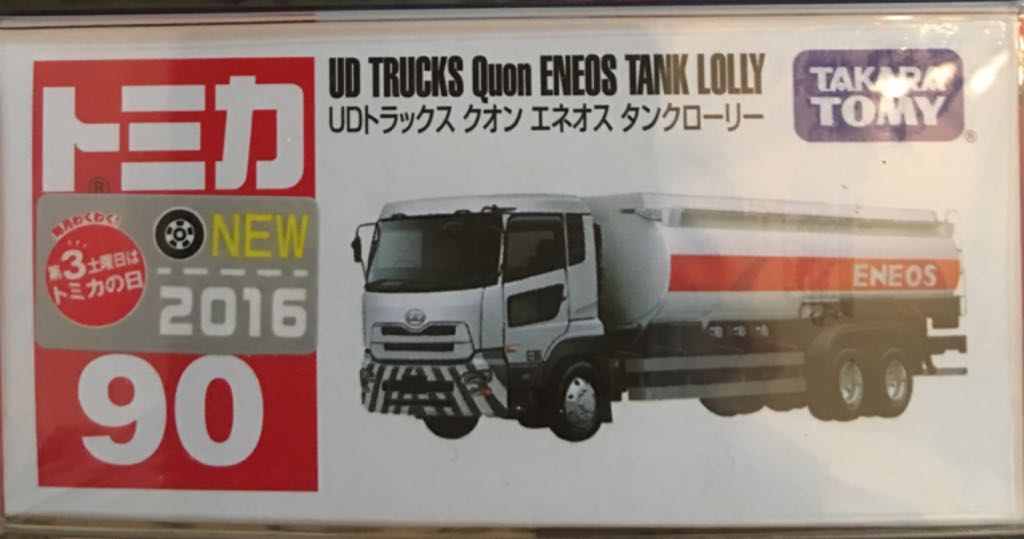 トミカ
®
毎月わくわく!
第3土曜日は
トミカの日
NEW
2016
90
UD TRUCKS Quon ENEOS TANK LOLLY
UDトラックス クオン エネオス タンクローリー
TAKARA
TOMY
®
ENEOS